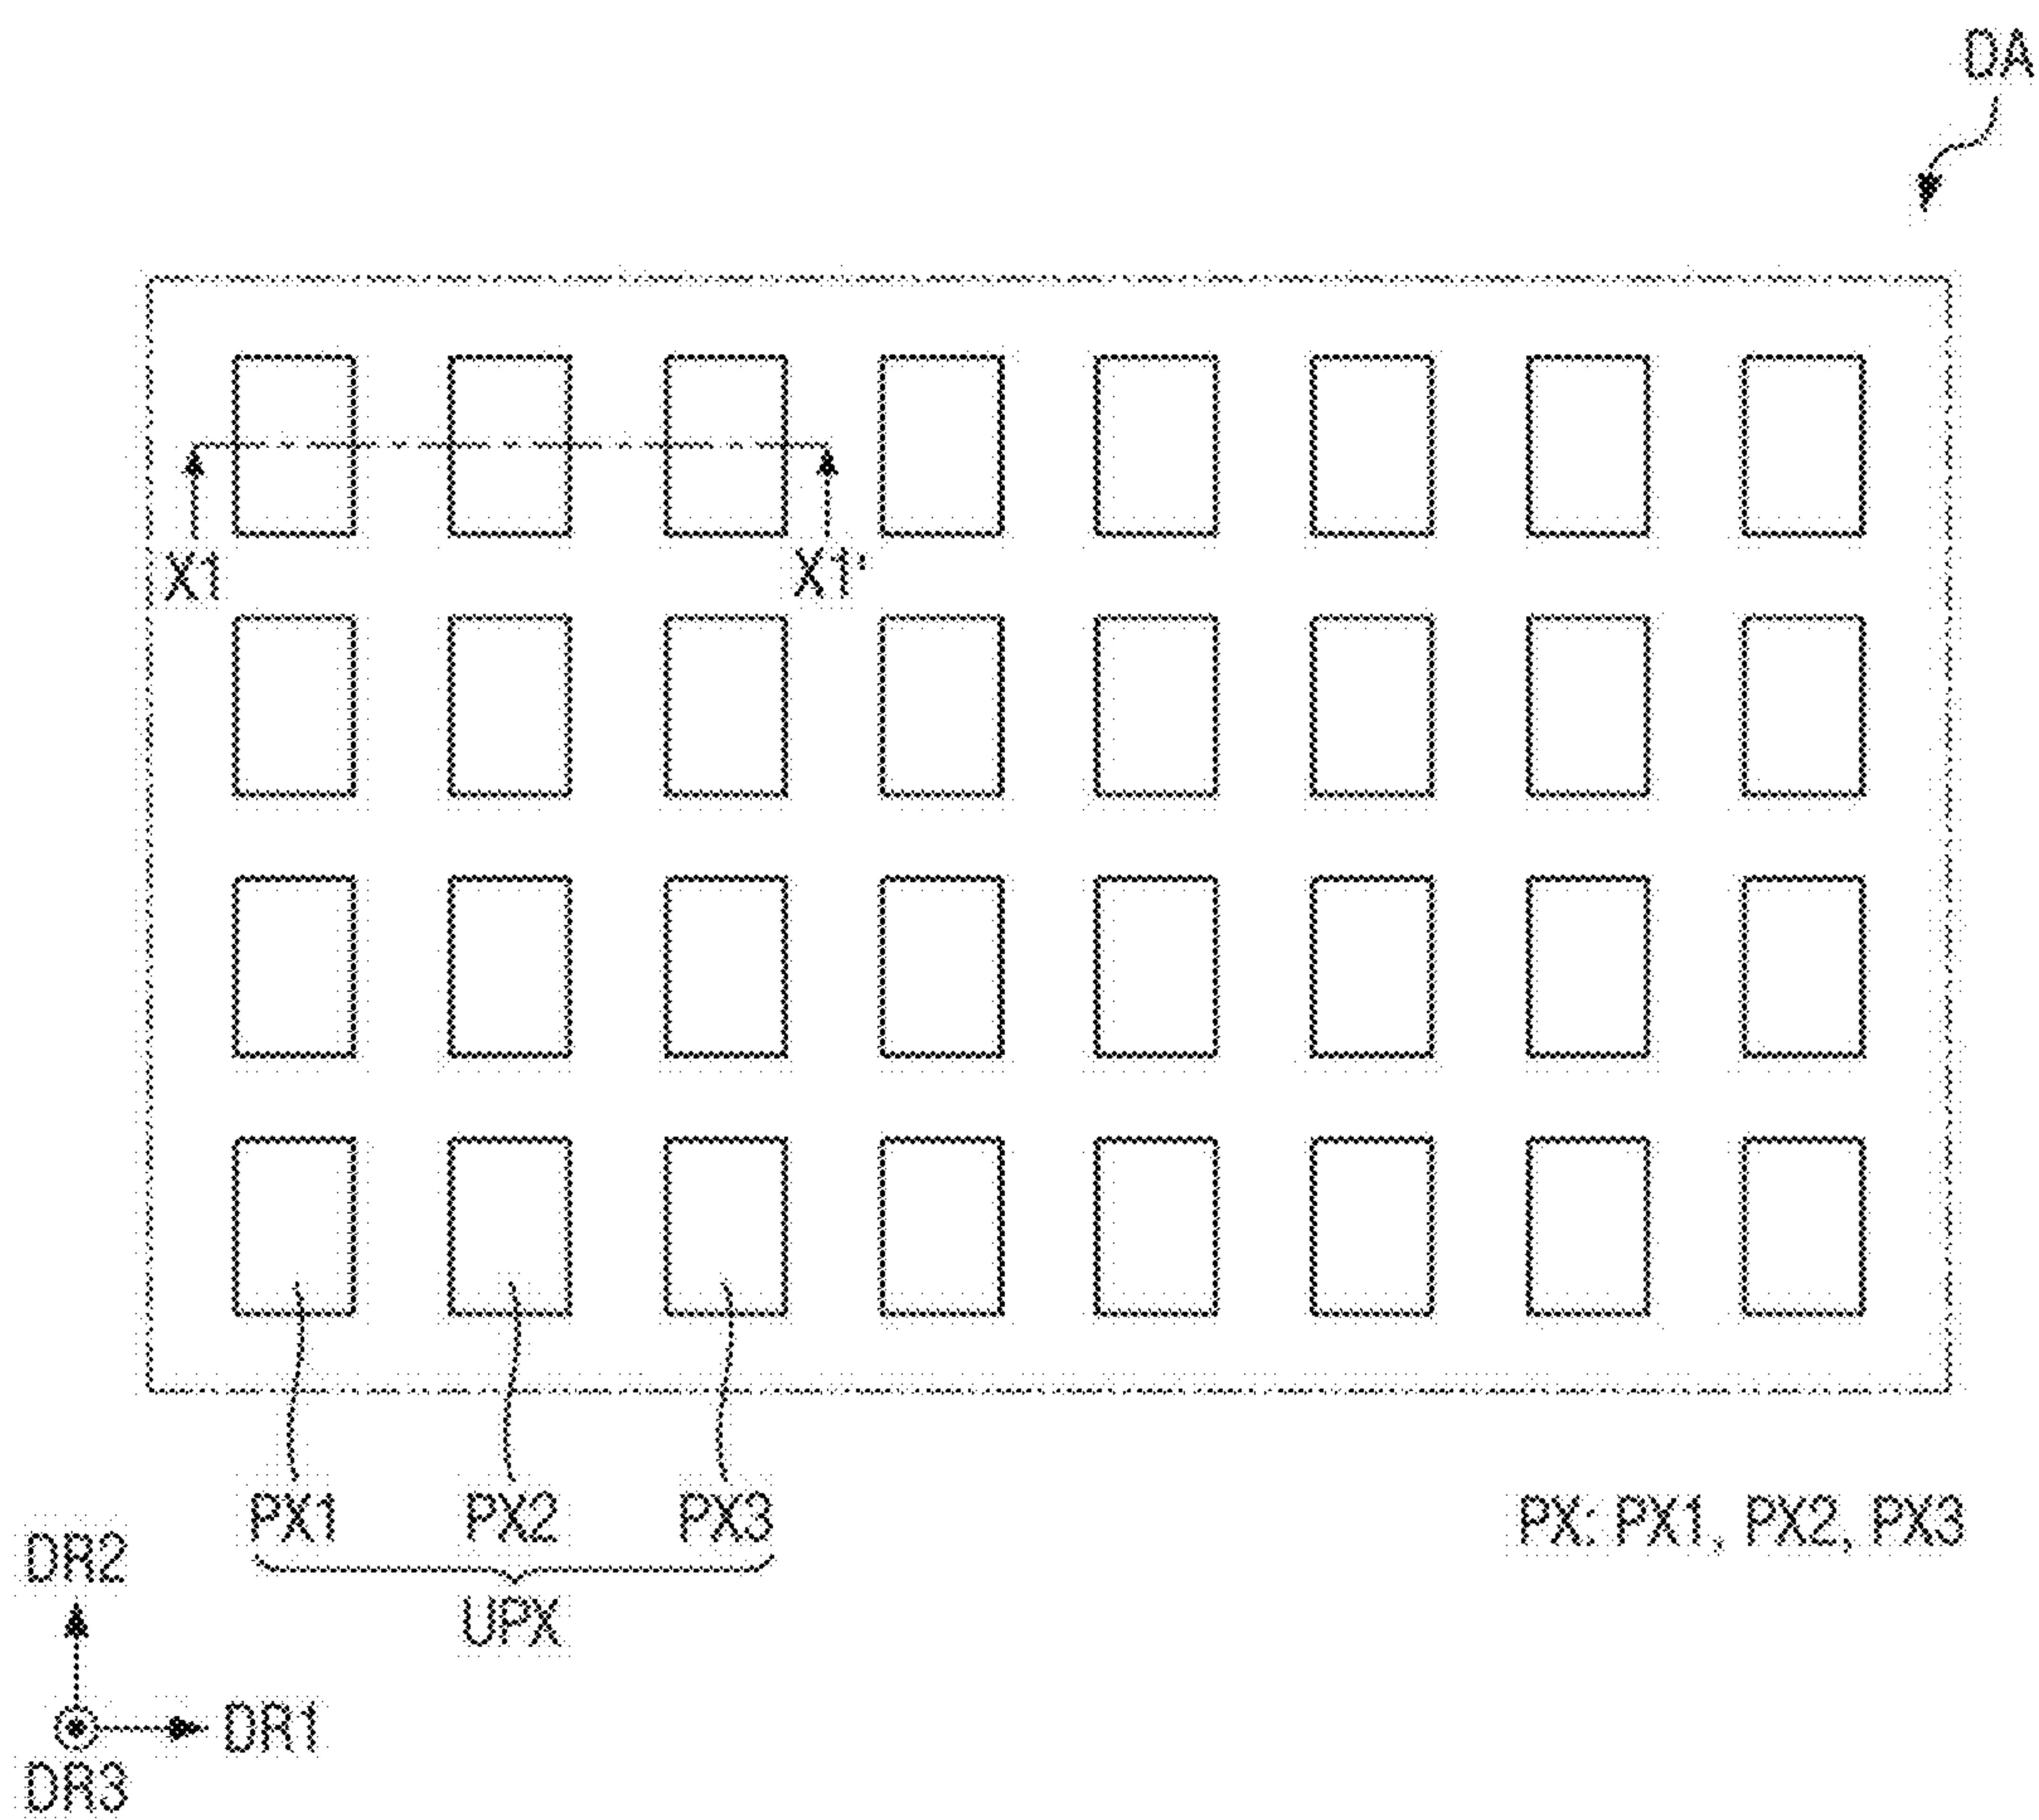 DA
X1 X1'
PX1 PX2 PX3
PX: PX1, PX2, PX3
UPX
DR2
DR1
DR3